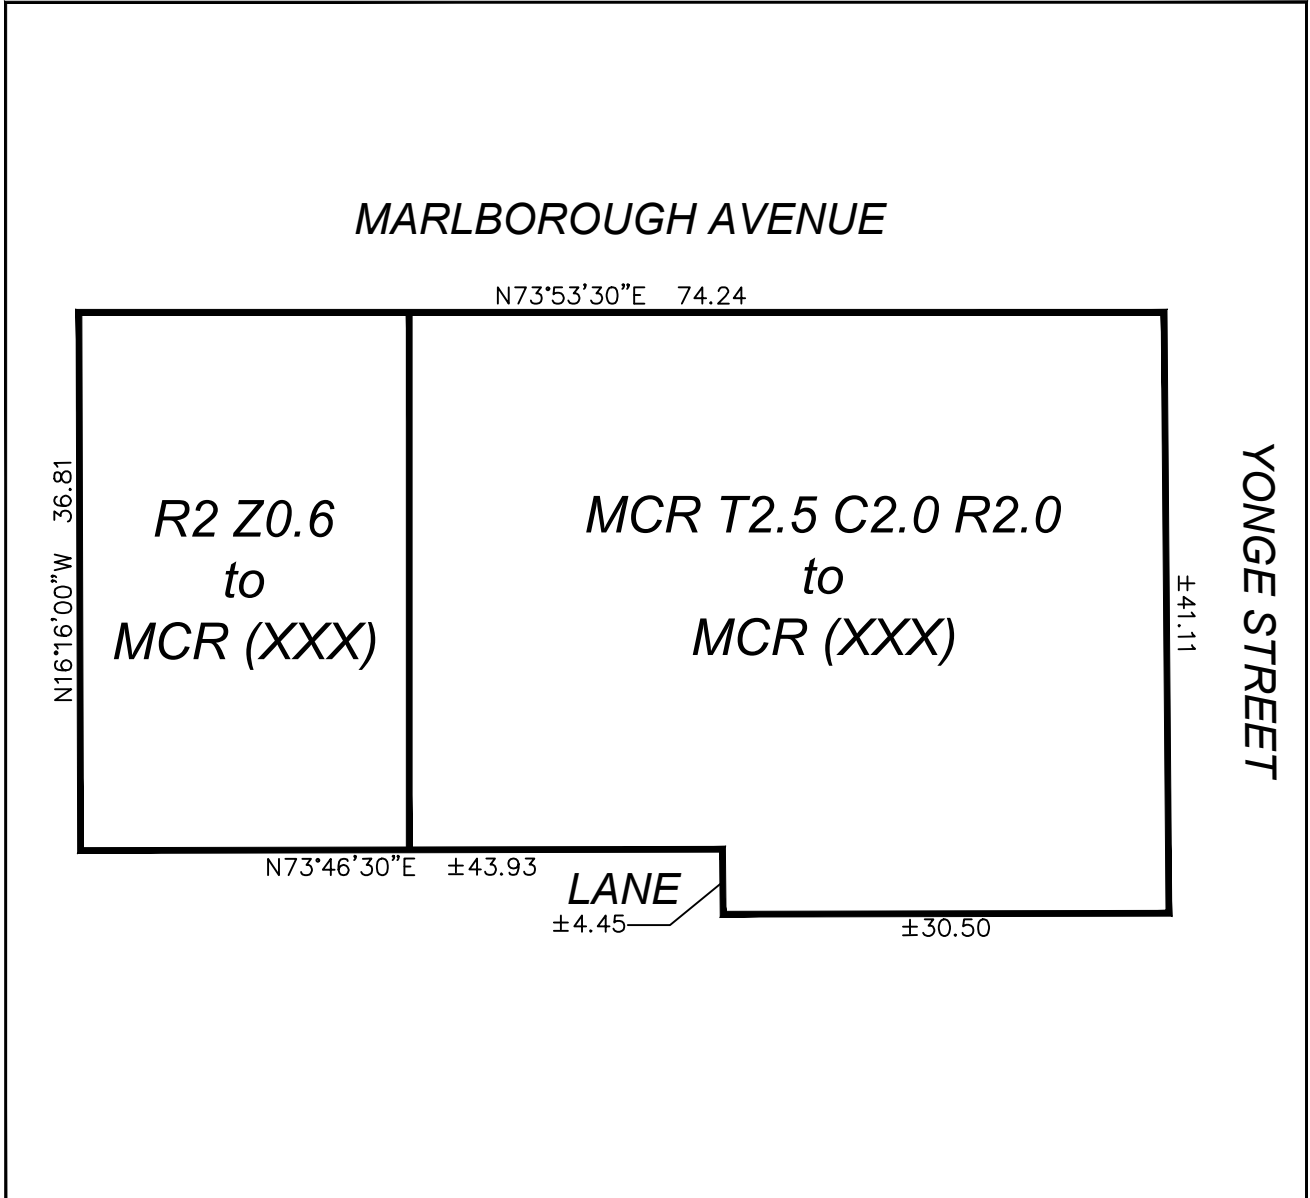 MARLBOROUGH AVENUE
N73°53'30"E 74.24
N16°16'00"W 36.81
R2 Z0.6
to
MCR (XXX)
MCR T2.5 C2.0 R2.0
to
MCR (XXX)
±41.11
YONGE STREET
N73°46'30"E ±43.93
LANE
±4.45
±30.50